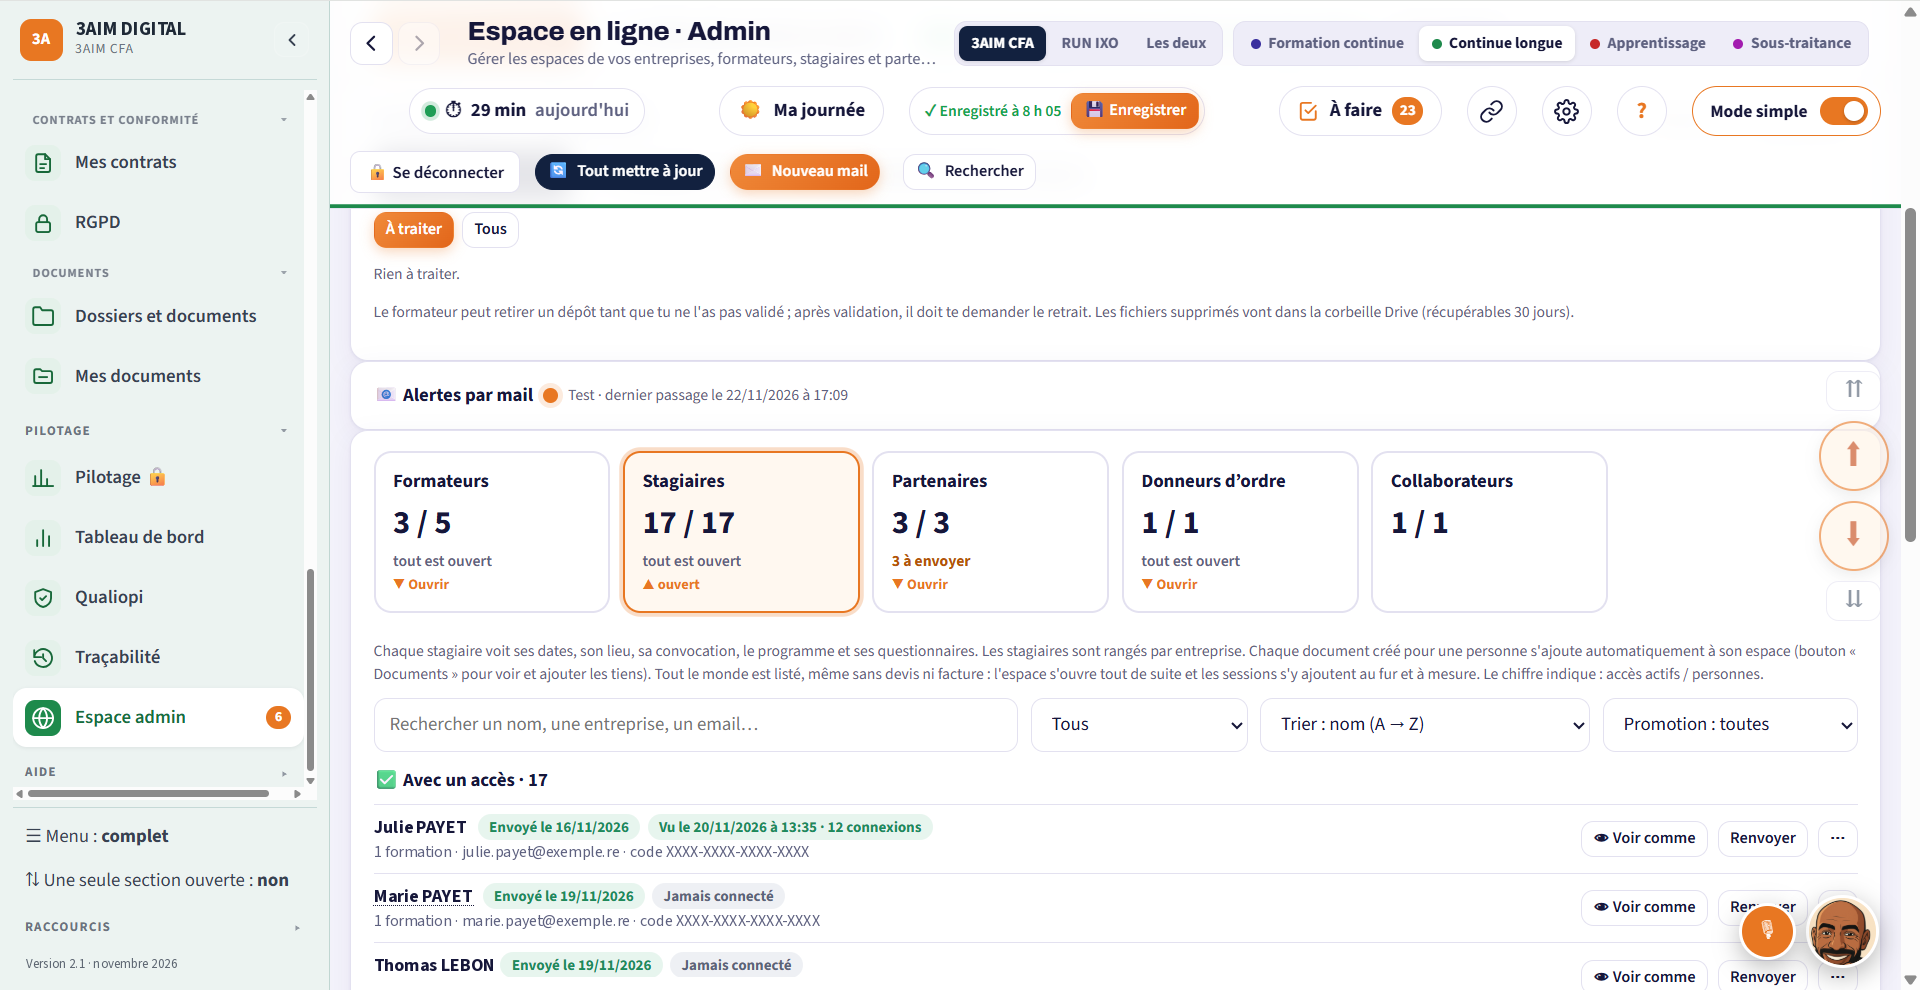 3A
3AIM DIGITAL
3AIM CFA
CONTRATS ET CONFORMITÉ
Mes contrats
RGPD
DOCUMENTS
Dossiers et documents
Mes documents
PILOTAGE
Pilotage
Tableau de bord
Qualiopi
Traçabilité
Espace admin
6
AIDE
Menu : complet
Une seule section ouverte : non
RACCOURCIS
Version 2.1 · novembre 2026
Espace en ligne · Admin
Gérer les espaces de vos entreprises, formateurs, stagiaires et parte…
3AIM CFA
RUN IXO
Les deux
Formation continue
Continue longue
Apprentissage
Sous-traitance
29 min aujourd'hui
Ma journée
✓ Enregistré à 8 h 05
Enregistrer
À faire 23
?
Mode simple
Se déconnecter
Tout mettre à jour
Nouveau mail
Rechercher
À traiter
Tous
Rien à traiter.
Le formateur peut retirer un dépôt tant que tu ne l'as pas validé ; après validation, il doit te demander le retrait. Les fichiers supprimés vont dans la corbeille Drive (récupérables 30 jours).
Alertes par mail
Test · dernier passage le 22/11/2026 à 17:09
Formateurs
3 / 5
tout est ouvert
▼ Ouvrir
Stagiaires
17 / 17
tout est ouvert
▲ ouvert
Partenaires
3 / 3
3 à envoyer
▼ Ouvrir
Donneurs d’ordre
1 / 1
tout est ouvert
▼ Ouvrir
Collaborateurs
1 / 1
Chaque stagiaire voit ses dates, son lieu, sa convocation, le programme et ses questionnaires. Les stagiaires sont rangés par entreprise. Chaque document créé pour une personne s'ajoute automatiquement à son espace (bouton «
Documents » pour voir et ajouter les tiens). Tout le monde est listé, même sans devis ni facture : l'espace s'ouvre tout de suite et les sessions s'y ajoutent au fur et à mesure. Le chiffre indique : accès actifs / personnes.
Rechercher un nom, une entreprise, un email…
Tous
Trier : nom (A → Z)
Promotion : toutes
Avec un accès · 17
Julie PAYET
Envoyé le 16/11/2026
Vu le 20/11/2026 à 13:35 · 12 connexions
1 formation · julie.payet@exemple.re · code XXXX-XXXX-XXXX-XXXX
Voir comme
Renvoyer
...
Marie PAYET
Envoyé le 19/11/2026
Jamais connecté
1 formation · marie.payet@exemple.re · code XXXX-XXXX-XXXX-XXXX
Voir comme
Thomas LEBON
Envoyé le 19/11/2026
Jamais connecté
Voir comme
Renvoyer
...